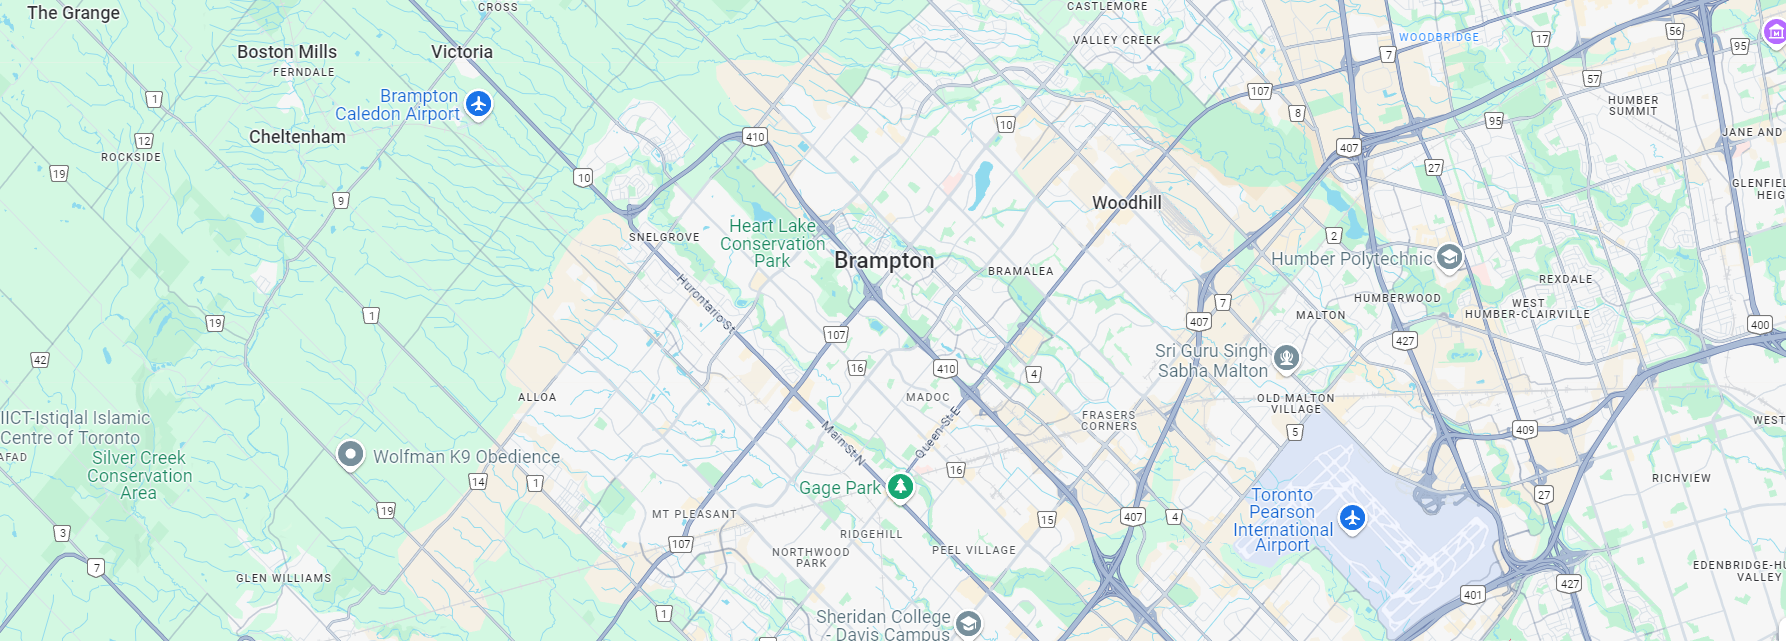 The Grange
CROSS
CASTLEMORE
Boston Mills
FERNDALE
Victoria
VALLEY CREEK
WOODBRIDGE
17
56
95
7
57
Brampton
Caledon Airport
1
107
8
HUMBER
SUMMIT
95
10
410
12
Cheltenham
ROCKSIDE
407
JANE AND
27
19
10
9
GLENFIEL
HEIG
Woodhill
SNELGROVE
Heart Lake
Conservation
Park
2
Brampton
BRAMALEA
Humber Polytechnic
REXDALE
HUMBERWOOD
WEST
HUMBER-CLAIRVILLE
Hurontario St
7
MALTON
1
19
407
400
107
427
42
16
410
4
Sri Guru Singh
Sabha Malton
ALLOA
MADOC
OLD MALTON
VILLAGE
FRASERS
CORNERS
IICT-Istiqlal Islamic
Centre of Toronto
AFAD
Silver Creek
Conservation
Area
Main St N
Queen St E
5
409
WEST
Wolfman K9 Obedience
16
14
1
Gage Park
RICHVIEW
27
Toronto
Pearson
International
Airport
19
MT PLEASANT
15
407
4
3
RIDGEHILL
107
NORTHWOOD
PARK
PEEL VILLAGE
7
GLEN WILLIAMS
EDENBRIDGE-HU
VALLEY
427
401
1
Sheridan College
- Davis Campus